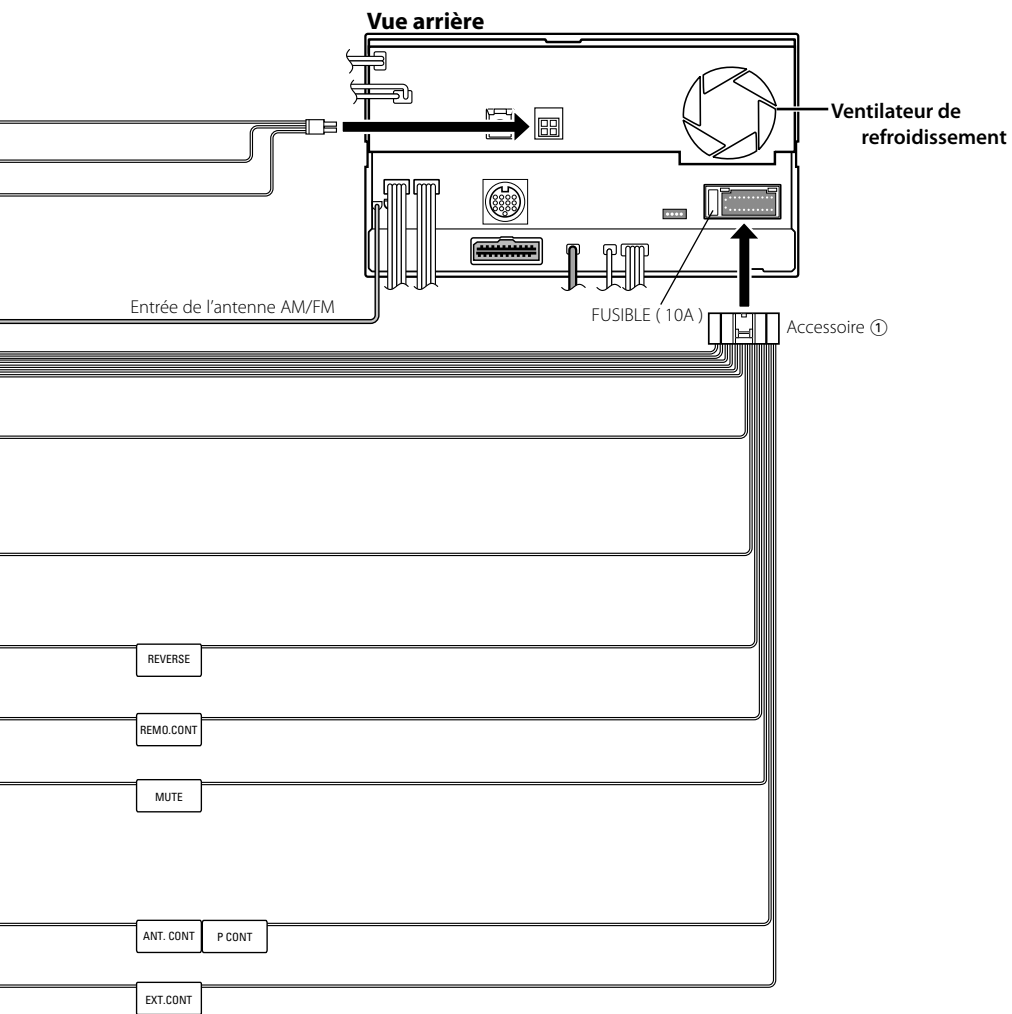 Vue arrière
Ventilateur de
refroidissement
Entrée de l'antenne AM/FM
FUSIBLE ( 10A )
Accessoire ①
REVERSE
REMO.CONT
MUTE
ANT. CONT P CONT
EXT.CONT